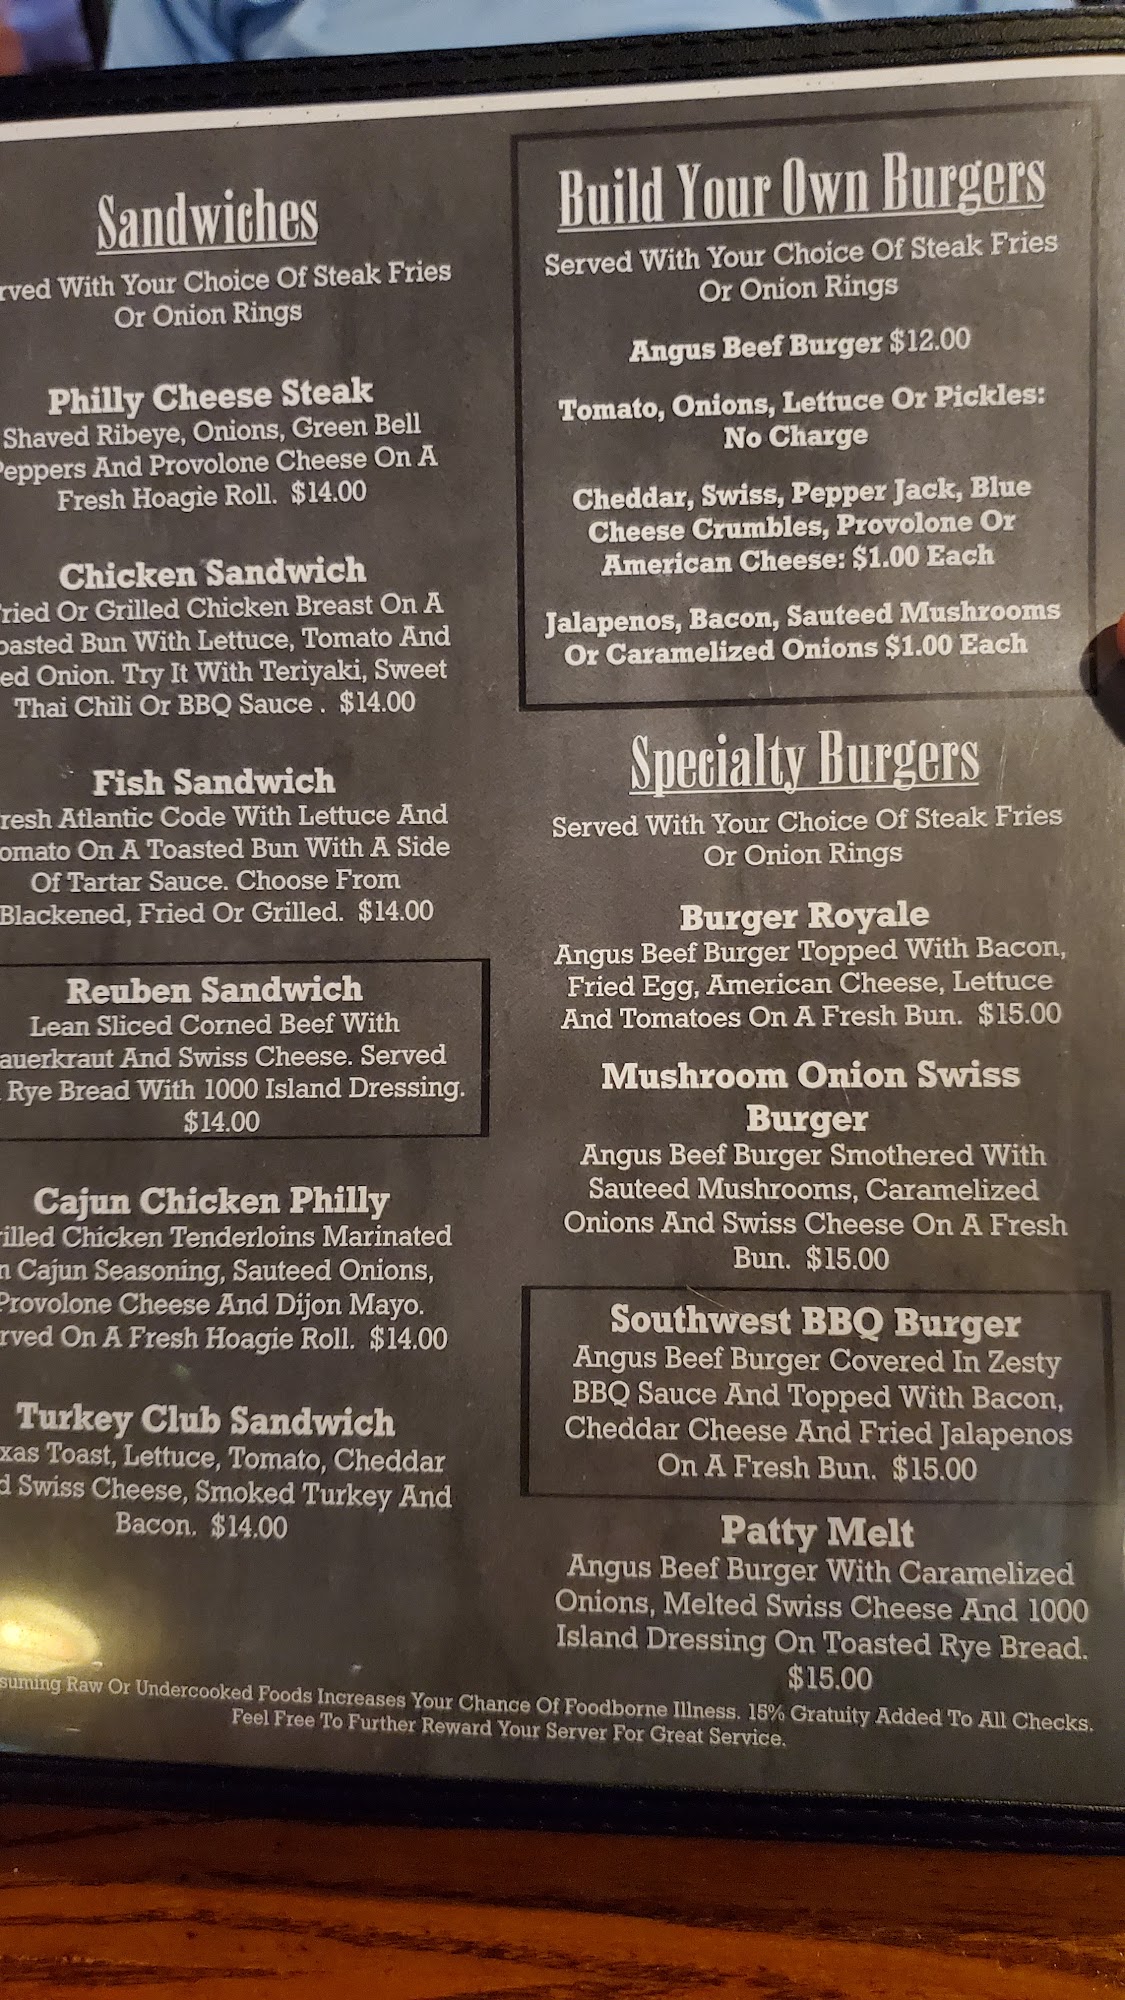 Sandwiches
With Your Choice Of Steak Fries
Or Onion Rings
Philly Cheese Steak
Shaved Ribeye, Onions, Green Bell
Peppers And Provolone Cheese On A
Fresh Hoagie Roll. $14.00
Chicken Sandwich
Or Grilled Chicken Breast On A
Bun With Lettuce, Tomato And
Onion. Try It With Teriyaki, Sweet
Thai Chili Or BBQ Sauce . $14.00
Fish Sandwich
Atlantic Code With Lettuce And
On A Toasted Bun With A Side
Of Tartar Sauce. Choose From
Blackened, Fried Or Grilled. $14.00
Reuben Sandwich
Lean Sliced Corned Beef With
And Swiss Cheese. Served
Rye Bread With 1000 Island Dressing.
$14.00
Cajun Chicken Philly
Chicken Tenderloins Marinated
Cajun Seasoning, Sauteed Onions,
Provolone Cheese And Dijon Mayo.
On A Fresh Hoagie Roll. $14.00
Turkey Club Sandwich
Toast, Lettuce, Tomato, Cheddar
Swiss Cheese, Smoked Turkey And
Bacon. $14.00
Build Your Own Burgers
Served With Your Choice Of Steak Fries
Or Onion Rings
Angus Beef Burger $12.00
Tomato, Onions, Lettuce Or Pickles:
No Charge
Cheddar, Swiss, Pepper Jack, Blue
Cheese Crumbles, Provolone Or
American Cheese: $1.00 Each
Jalapenos, Bacon, Sauteed Mushrooms
Or Caramelized Onions $1.00 Each
Specialty Burgers
Served With Your Choice Of Steak Fries
Or Onion Rings
Burger Royale
Angus Beef Burger Topped With Bacon,
Fried Egg, American Cheese, Lettuce
And Tomatoes On A Fresh Bun. $15.00
Mushroom Onion Swiss
Burger
Angus Beef Burger Smothered With
Sauteed Mushrooms, Caramelized
Onions And Swiss Cheese On A Fresh
Bun. $15.00
Southwest BBQ Burger
Angus Beef Burger Covered In Zesty
BBQ Sauce And Topped With Bacon,
Cheddar Cheese And Fried Jalapenos
On A Fresh Bun. $15.00
Patty Melt
Angus Beef Burger With Caramelized
Onions, Melted Swiss Cheese And 1000
Island Dressing On Toasted Rye Bread.
$15.00
Raw Or Undercooked Foods Increases Your Chance Of Foodborne Illness. 15% Gratuity Added To All Checks.
Feel Free To Further Reward Your Server For Great Service.